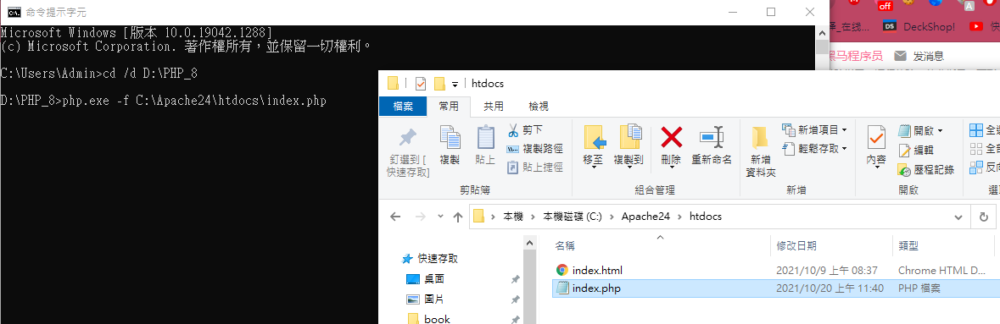 命令提示字元
Microsoft Windows [版本 10.0.19042.1288]
(c) Microsoft Corporation. 著作權所有，並保留一切權利。
C:\Users\Admin>cd /d D:\PHP_8
D:\PHP_8>php.exe -f C:\Apache24\htdocs\index.php
off
在线...
DS DeckShop!
快
黑马程序员 发消息
htdocs
檔案 常用 共用 檢視
釘選到 [快速存取]
複製
貼上
剪下
複製路徑
貼上捷徑
剪貼簿
移至
複製到
刪除
重新命名
組合管理
新增資料夾
新增項目
輕鬆存取
新增
內容
開啟
編輯
歷程記錄
開啟
全選
全部
反向
選
本機 > 本機磁碟 (C:) > Apache24 > htdocs
快速存取
桌面
圖片
book
名稱 修改日期 類型
index.html 2021/10/9 上午 08:37 Chrome HTML D...
index.php 2021/10/20 上午 11:40 PHP 檔案